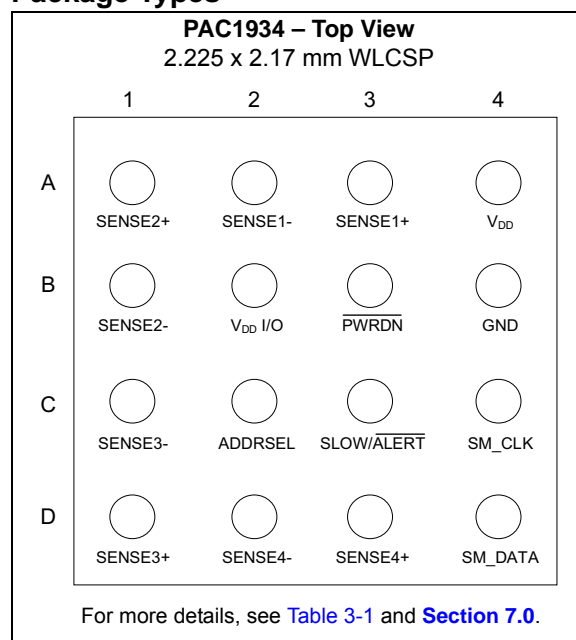 Package Types
PAC1934 – Top View
2.225 x 2.17 mm WLCSP
1 2 3 4
A
SENSE2+ SENSE1- SENSE1+ VDD
B
SENSE2- VDD I/O PWRDN GND
C
SENSE3- ADDRSEL SLOW/ALERT SM_CLK
D
SENSE3+ SENSE4- SENSE4+ SM_DATA
For more details, see Table 3-1 and Section 7.0.